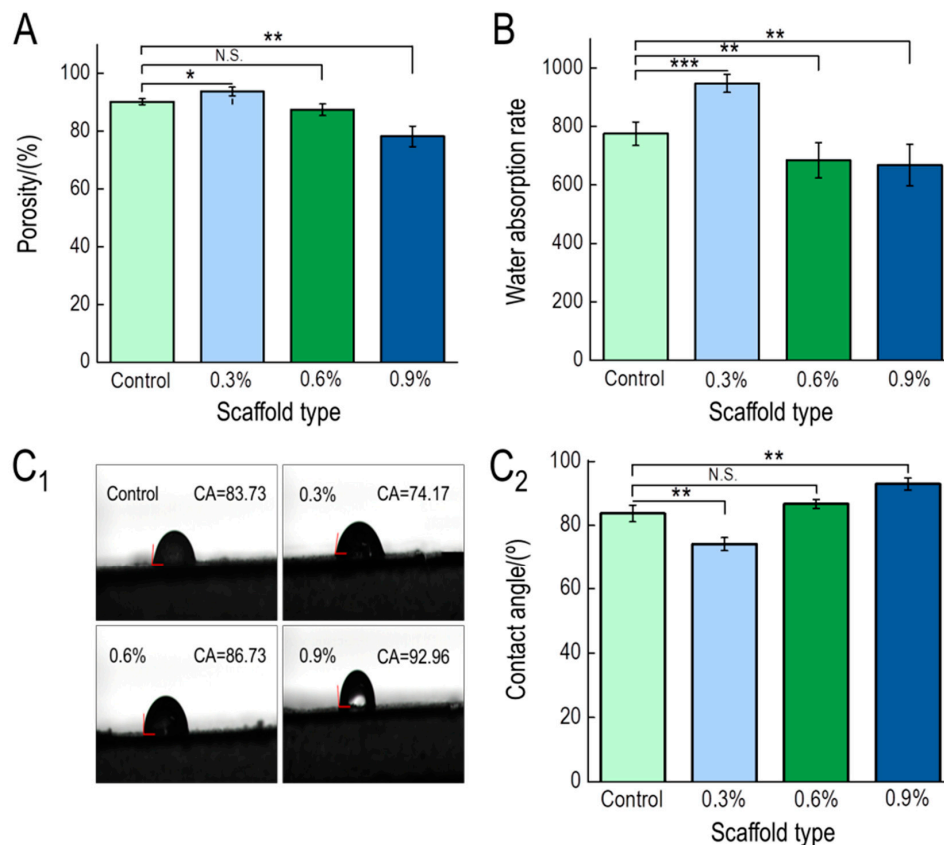 A
**
N.S.
*
100
80
60
40
20
0
Porosity/(%)
Control 0.3% 0.6% 0.9%
Scaffold type
B
**
**
***
1000
800
600
400
200
0
Water absorption rate
Control 0.3% 0.6% 0.9%
Scaffold type
C1
Control CA=83.73
0.3% CA=74.17
0.6% CA=86.73
0.9% CA=92.96
C2
**
N.S.
**
100
80
60
40
20
0
Contact angle/(º)
Control 0.3% 0.6% 0.9%
Scaffold type